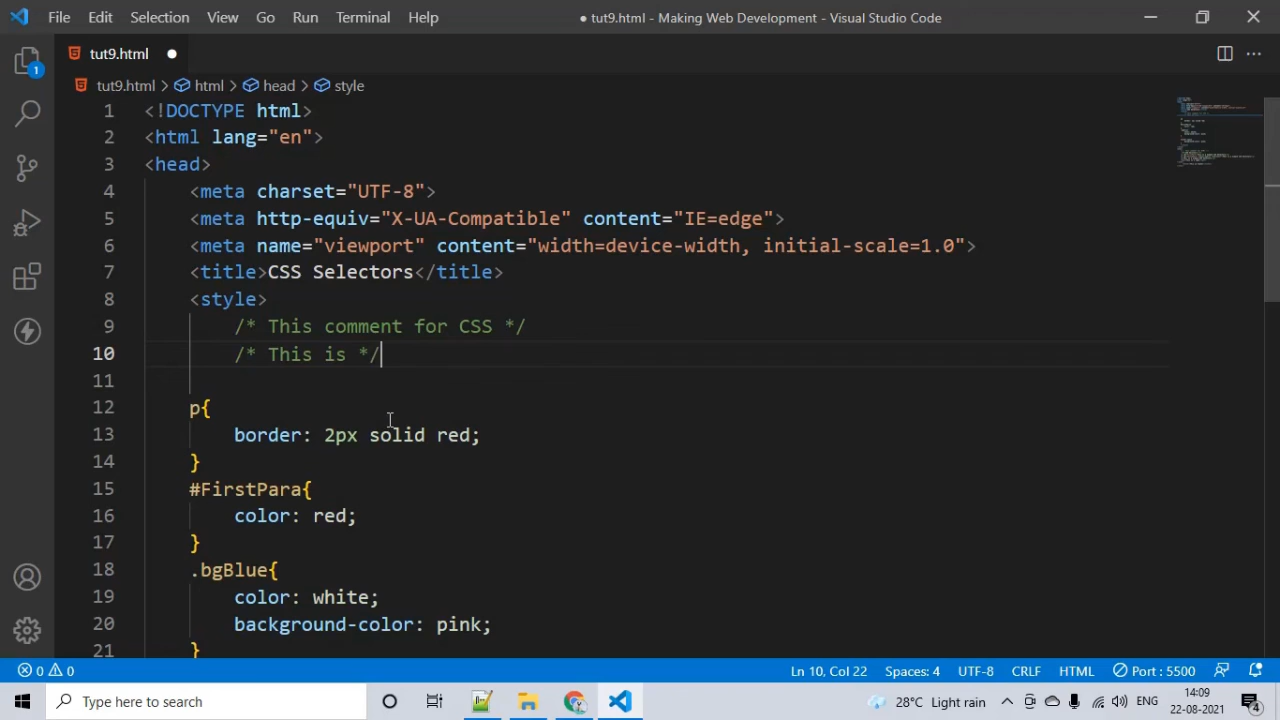 File Edit Selection View Go Run Terminal Help
● tut9.html - Making Web Development - Visual Studio Code
tut9.html
1
tut9.html > html > head > style
1 <!DOCTYPE html>
2 <html lang="en">
3 <head>
4 <meta charset="UTF-8">
5 <meta http-equiv="X-UA-Compatible" content="IE=edge">
6 <meta name="viewport" content="width=device-width, initial-scale=1.0">
7 <title>CSS Selectors</title>
8 <style>
9 /* This comment for CSS */
10 /* This is */
11
12 p{
13 border: 2px solid red;
14 }
15 #FirstPara{
16 color: red;
17 }
18 .bgBlue{
19 color: white;
20 background-color: pink;
21 }
0 0 Ln 10, Col 22 Spaces: 4 UTF-8 CRLF HTML Port : 5500
Type here to search
28°C Light rain ENG 14:09
22-08-2021 4